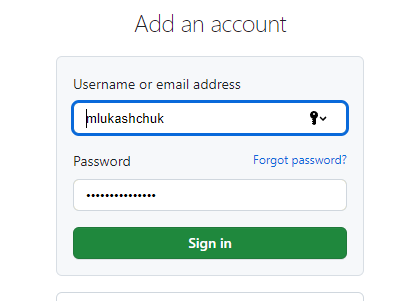 Add an account
Username or email address
mlukashchuk
Password
Forgot password?
•••••••••••••••
Sign in